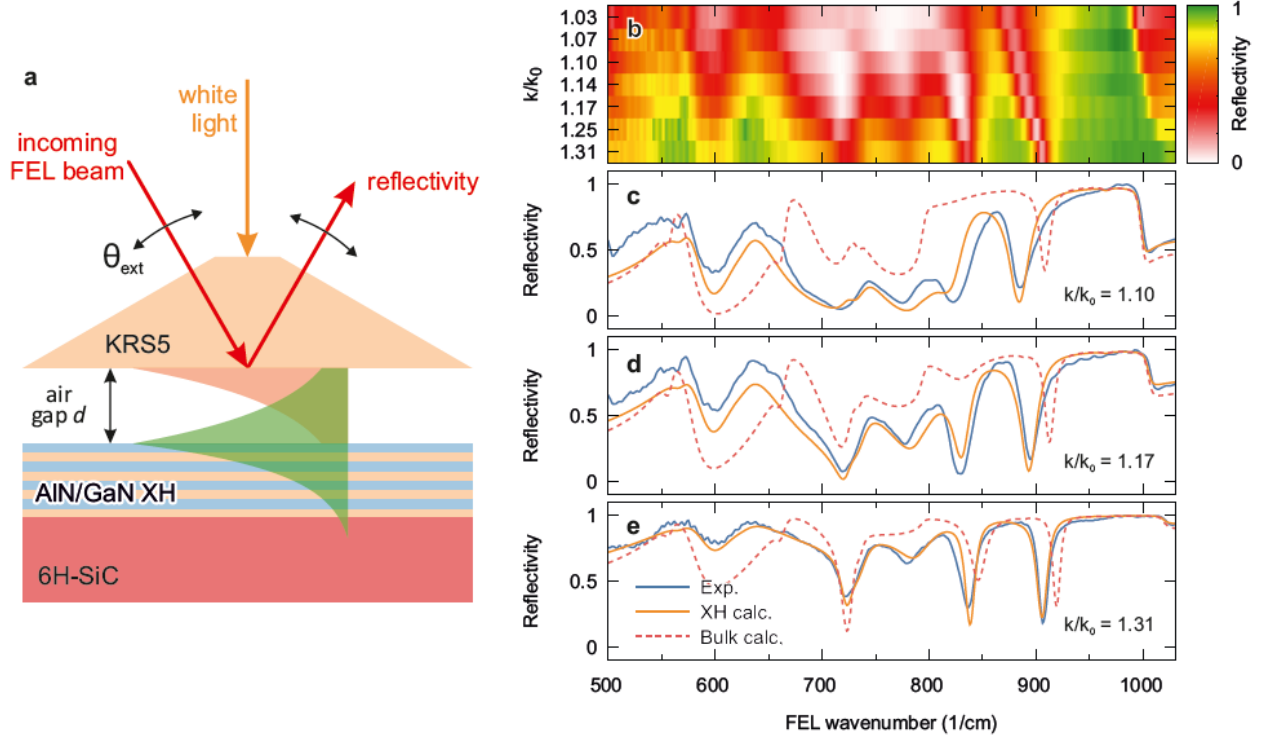 a
white
light
incoming
FEL beam
reflectivity
θext
KRS5
air
gap d
AlN/GaN XH
6H-SiC
b
k/k0
1.03
1.07
1.10
1.14
1.17
1.25
1.31
1
0
Reflectivity
c
Reflectivity
1
0.5
0
k/k0 = 1.10
d
Reflectivity
1
0.5
0
k/k0 = 1.17
e
Reflectivity
1
0.5
0
Exp.
XH calc.
Bulk calc.
k/k0 = 1.31
500 600 700 800 900 1000
FEL wavenumber (1/cm)